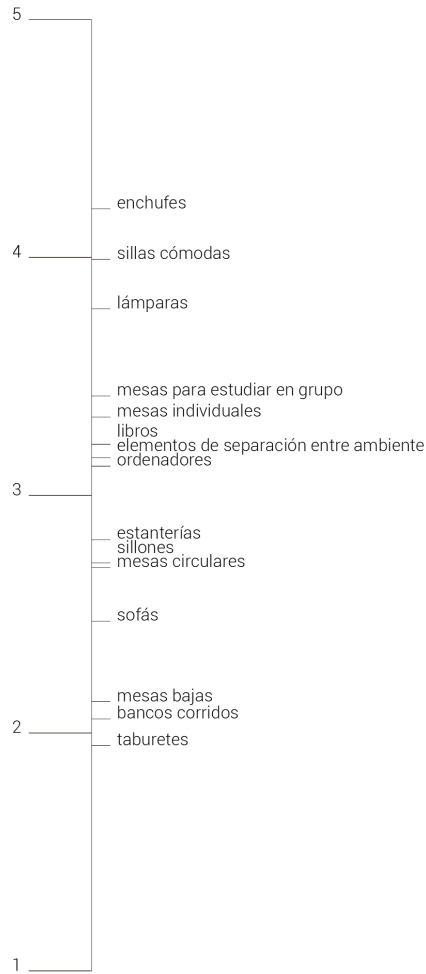 5
enchufes
4
sillas cómodas
lámparas
mesas para estudiar en grupo
mesas individuales
libros
elementos de separación entre ambiente
ordenadores
3
estanterías
sillones
mesas circulares
sofás
mesas bajas
bancos corridos
2
taburetes
1